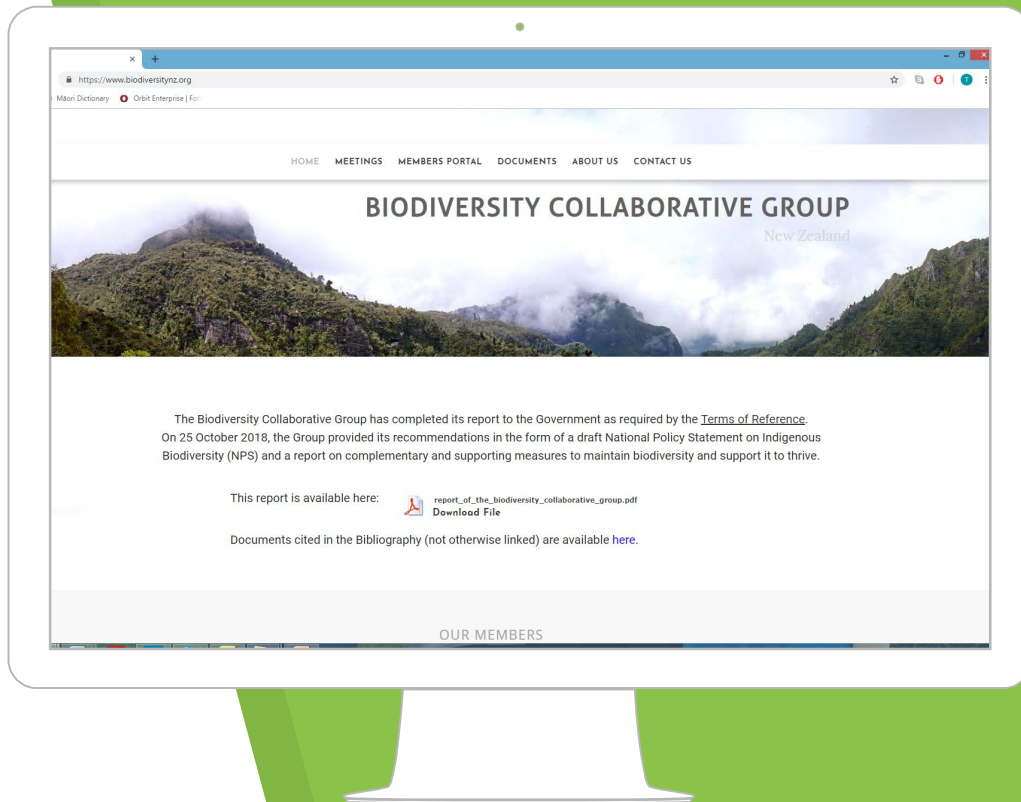 https://www.biodiversitynz.org
Māori Dictionary Orbit Enterprise | For
HOME MEETINGS MEMBERS PORTAL DOCUMENTS ABOUT US CONTACT US
BIODIVERSITY COLLABORATIVE GROUP
New Zealand
The Biodiversity Collaborative Group has completed its report to the Government as required by the Terms of Reference.
On 25 October 2018, the Group provided its recommendations in the form of a draft National Policy Statement on Indigenous
Biodiversity (NPS) and a report on complementary and supporting measures to maintain biodiversity and support it to thrive.
This report is available here:
report_of_the_biodiversity_collaborative_group.pdf
Download File
Documents cited in the Bibliography (not otherwise linked) are available here.
OUR MEMBERS